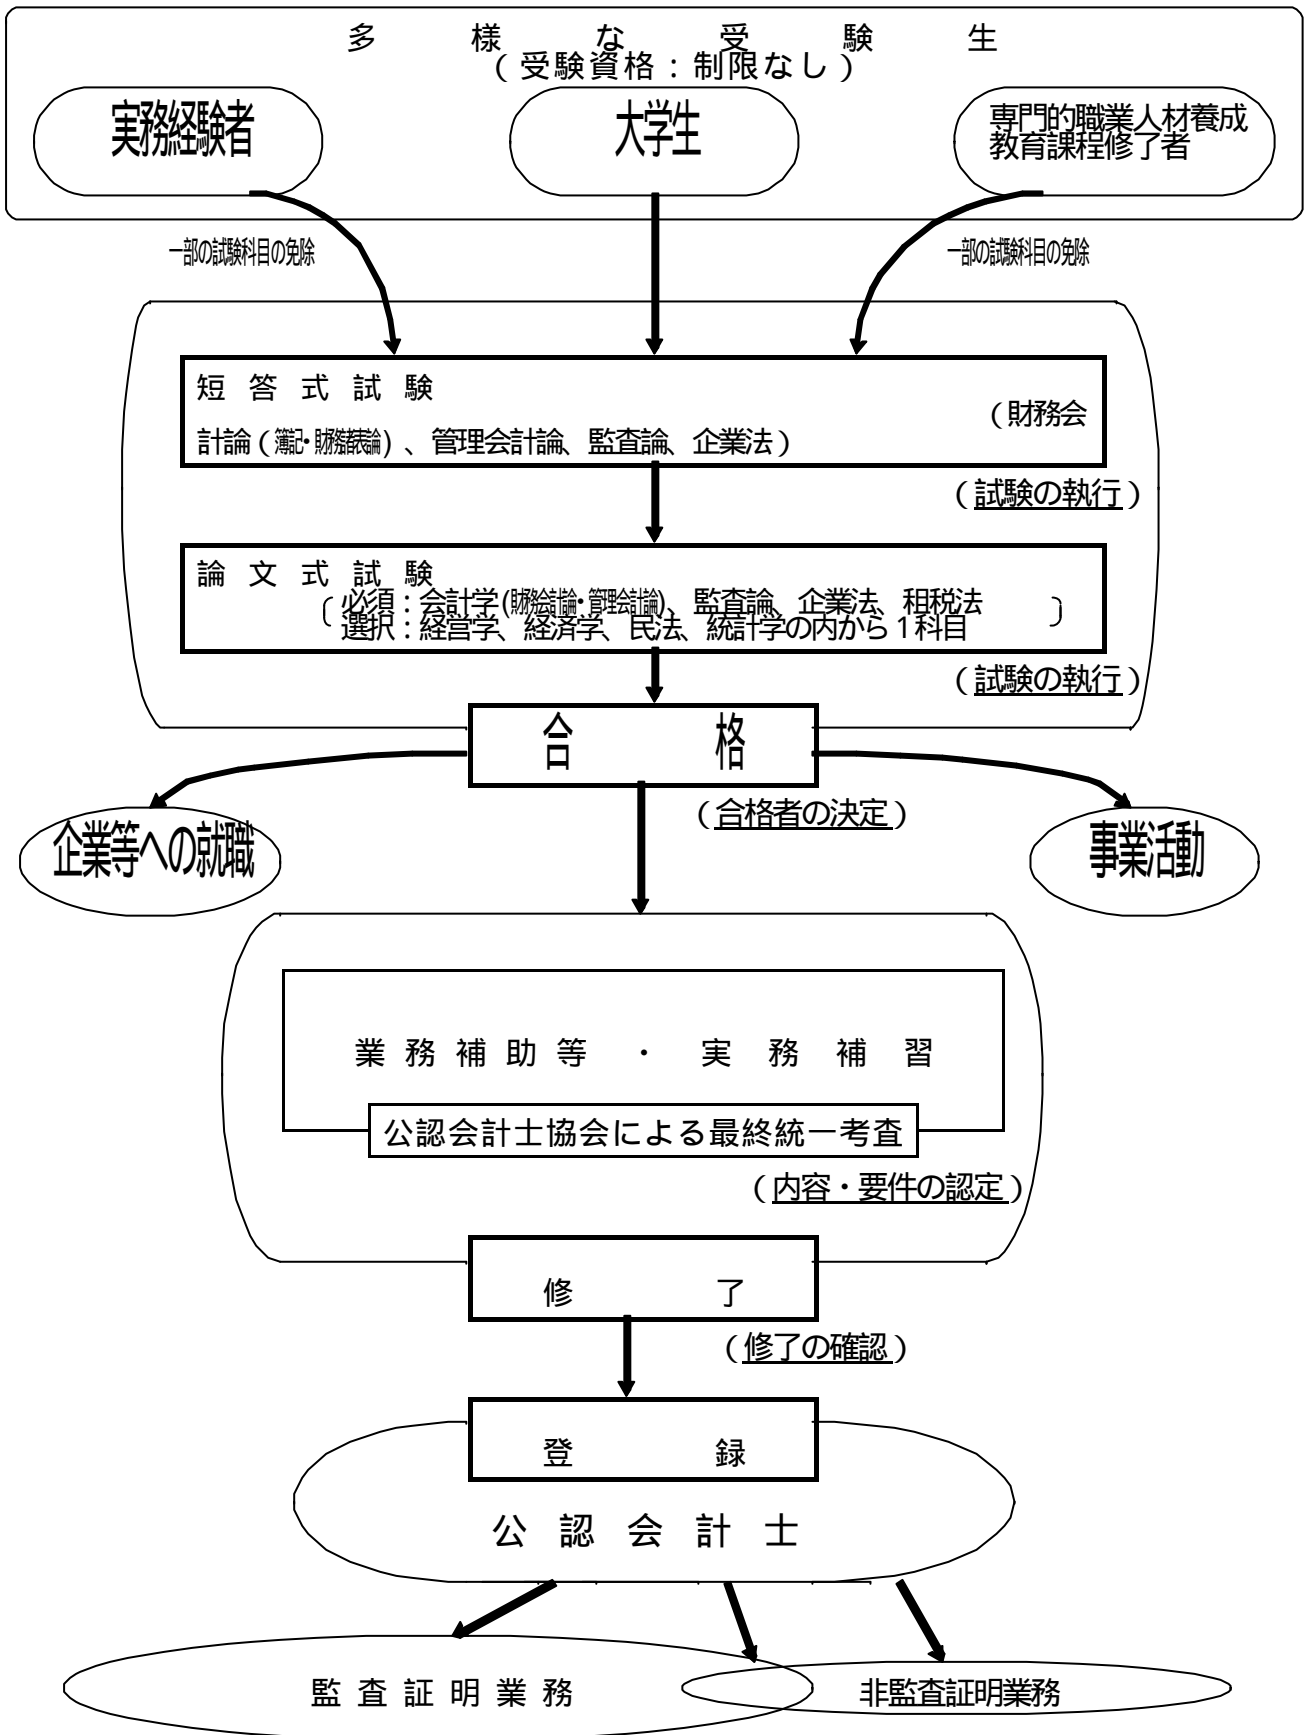 多様な受験生
（受験資格：制限なし）
実務経験者
大学生
専門的職業人材養成
教育課程修了者
一部の試験科目の免除
一部の試験科目の免除
短答式試験
（財務会
計論（簿記・財務諸表論）、管理会計論、監査論、企業法）
（試験の執行）
論文式試験
必須：会計学(財務会計論・管理会計論)、監査論、企業法、租税法
選択：経営学、経済学、民法、統計学の内から1科目
（試験の執行）
合格
（合格者の決定）
企業等への就職
事業活動
業務補助等・実務補習
公認会計士協会による最終統一考査
（内容・要件の認定）
修了
（修了の確認）
登録
公認会計士
監査証明業務
非監査証明業務